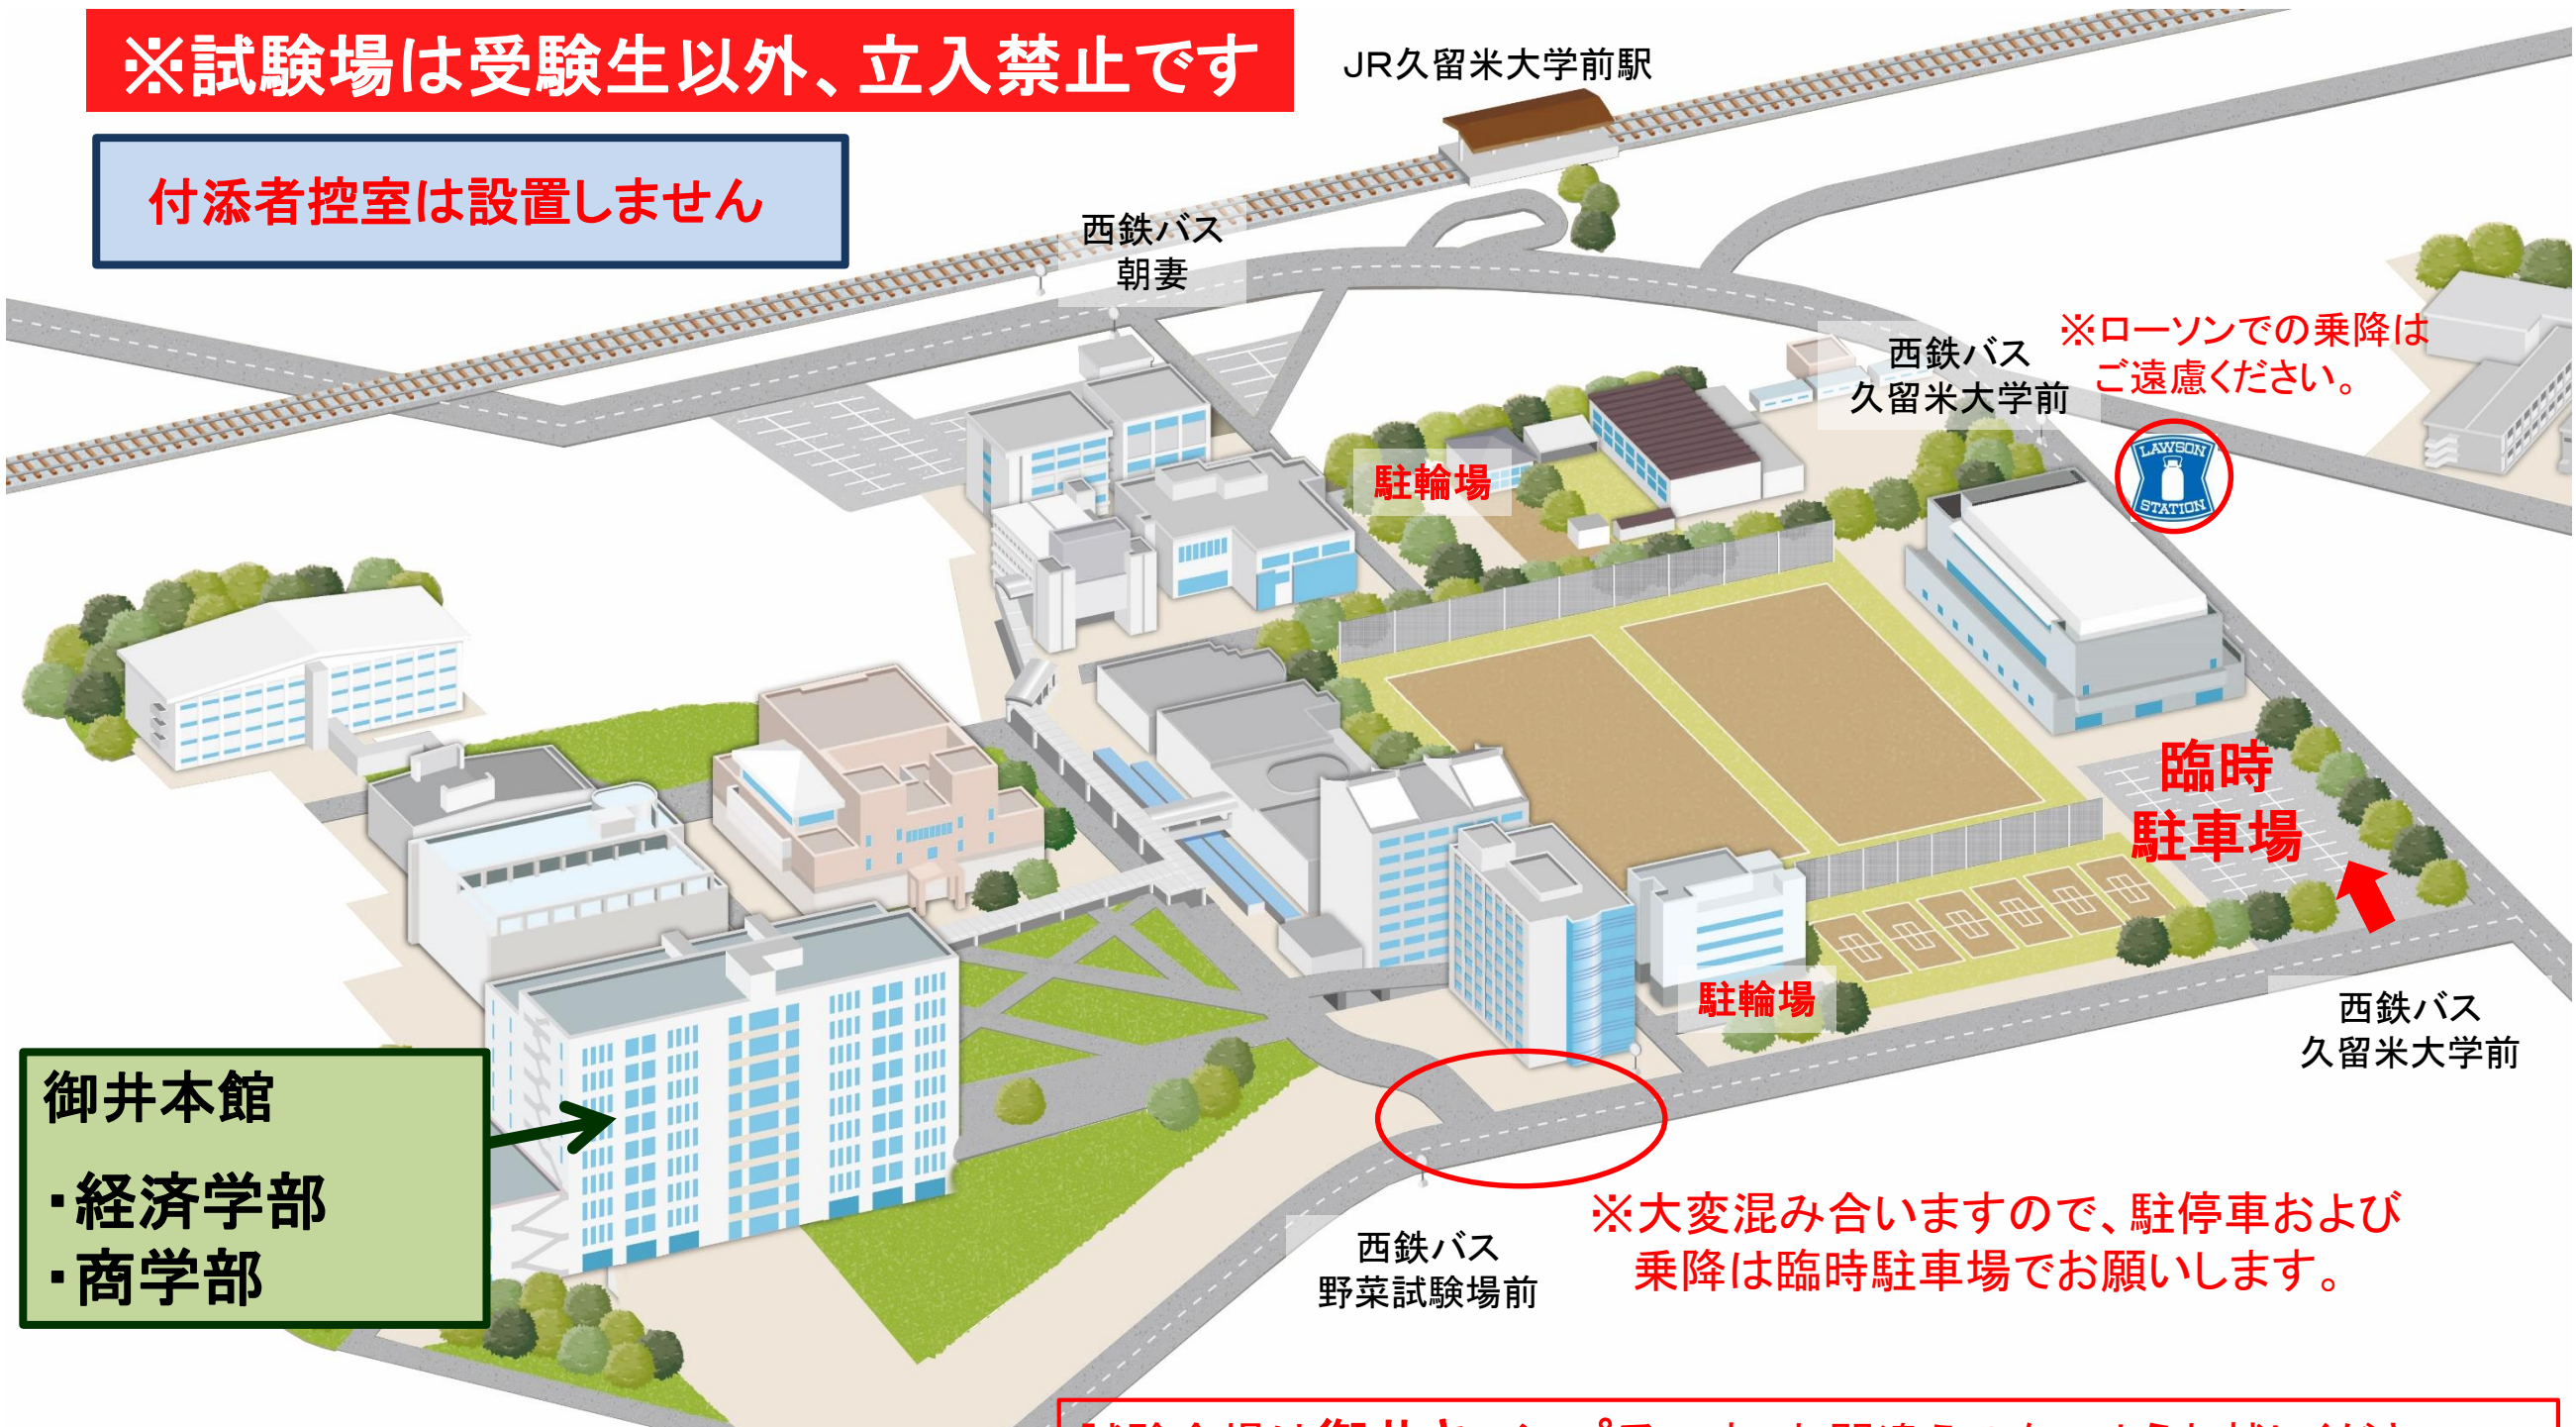 ※試験場は受験生以外、立入禁止です
付添者控室は設置しません
JR久留米大学前駅
西鉄バス
朝妻
西鉄バス
久留米大学前
※ローソンでの乗降は
ご遠慮ください。
LAWSON
STATION
駐輪場
臨時
駐車場
駐輪場
西鉄バス
久留米大学前
御井本館
・経済学部
・商学部
西鉄バス
野菜試験場前
※大変混み合いますので、駐停車および
乗降は臨時駐車場でお願いします。